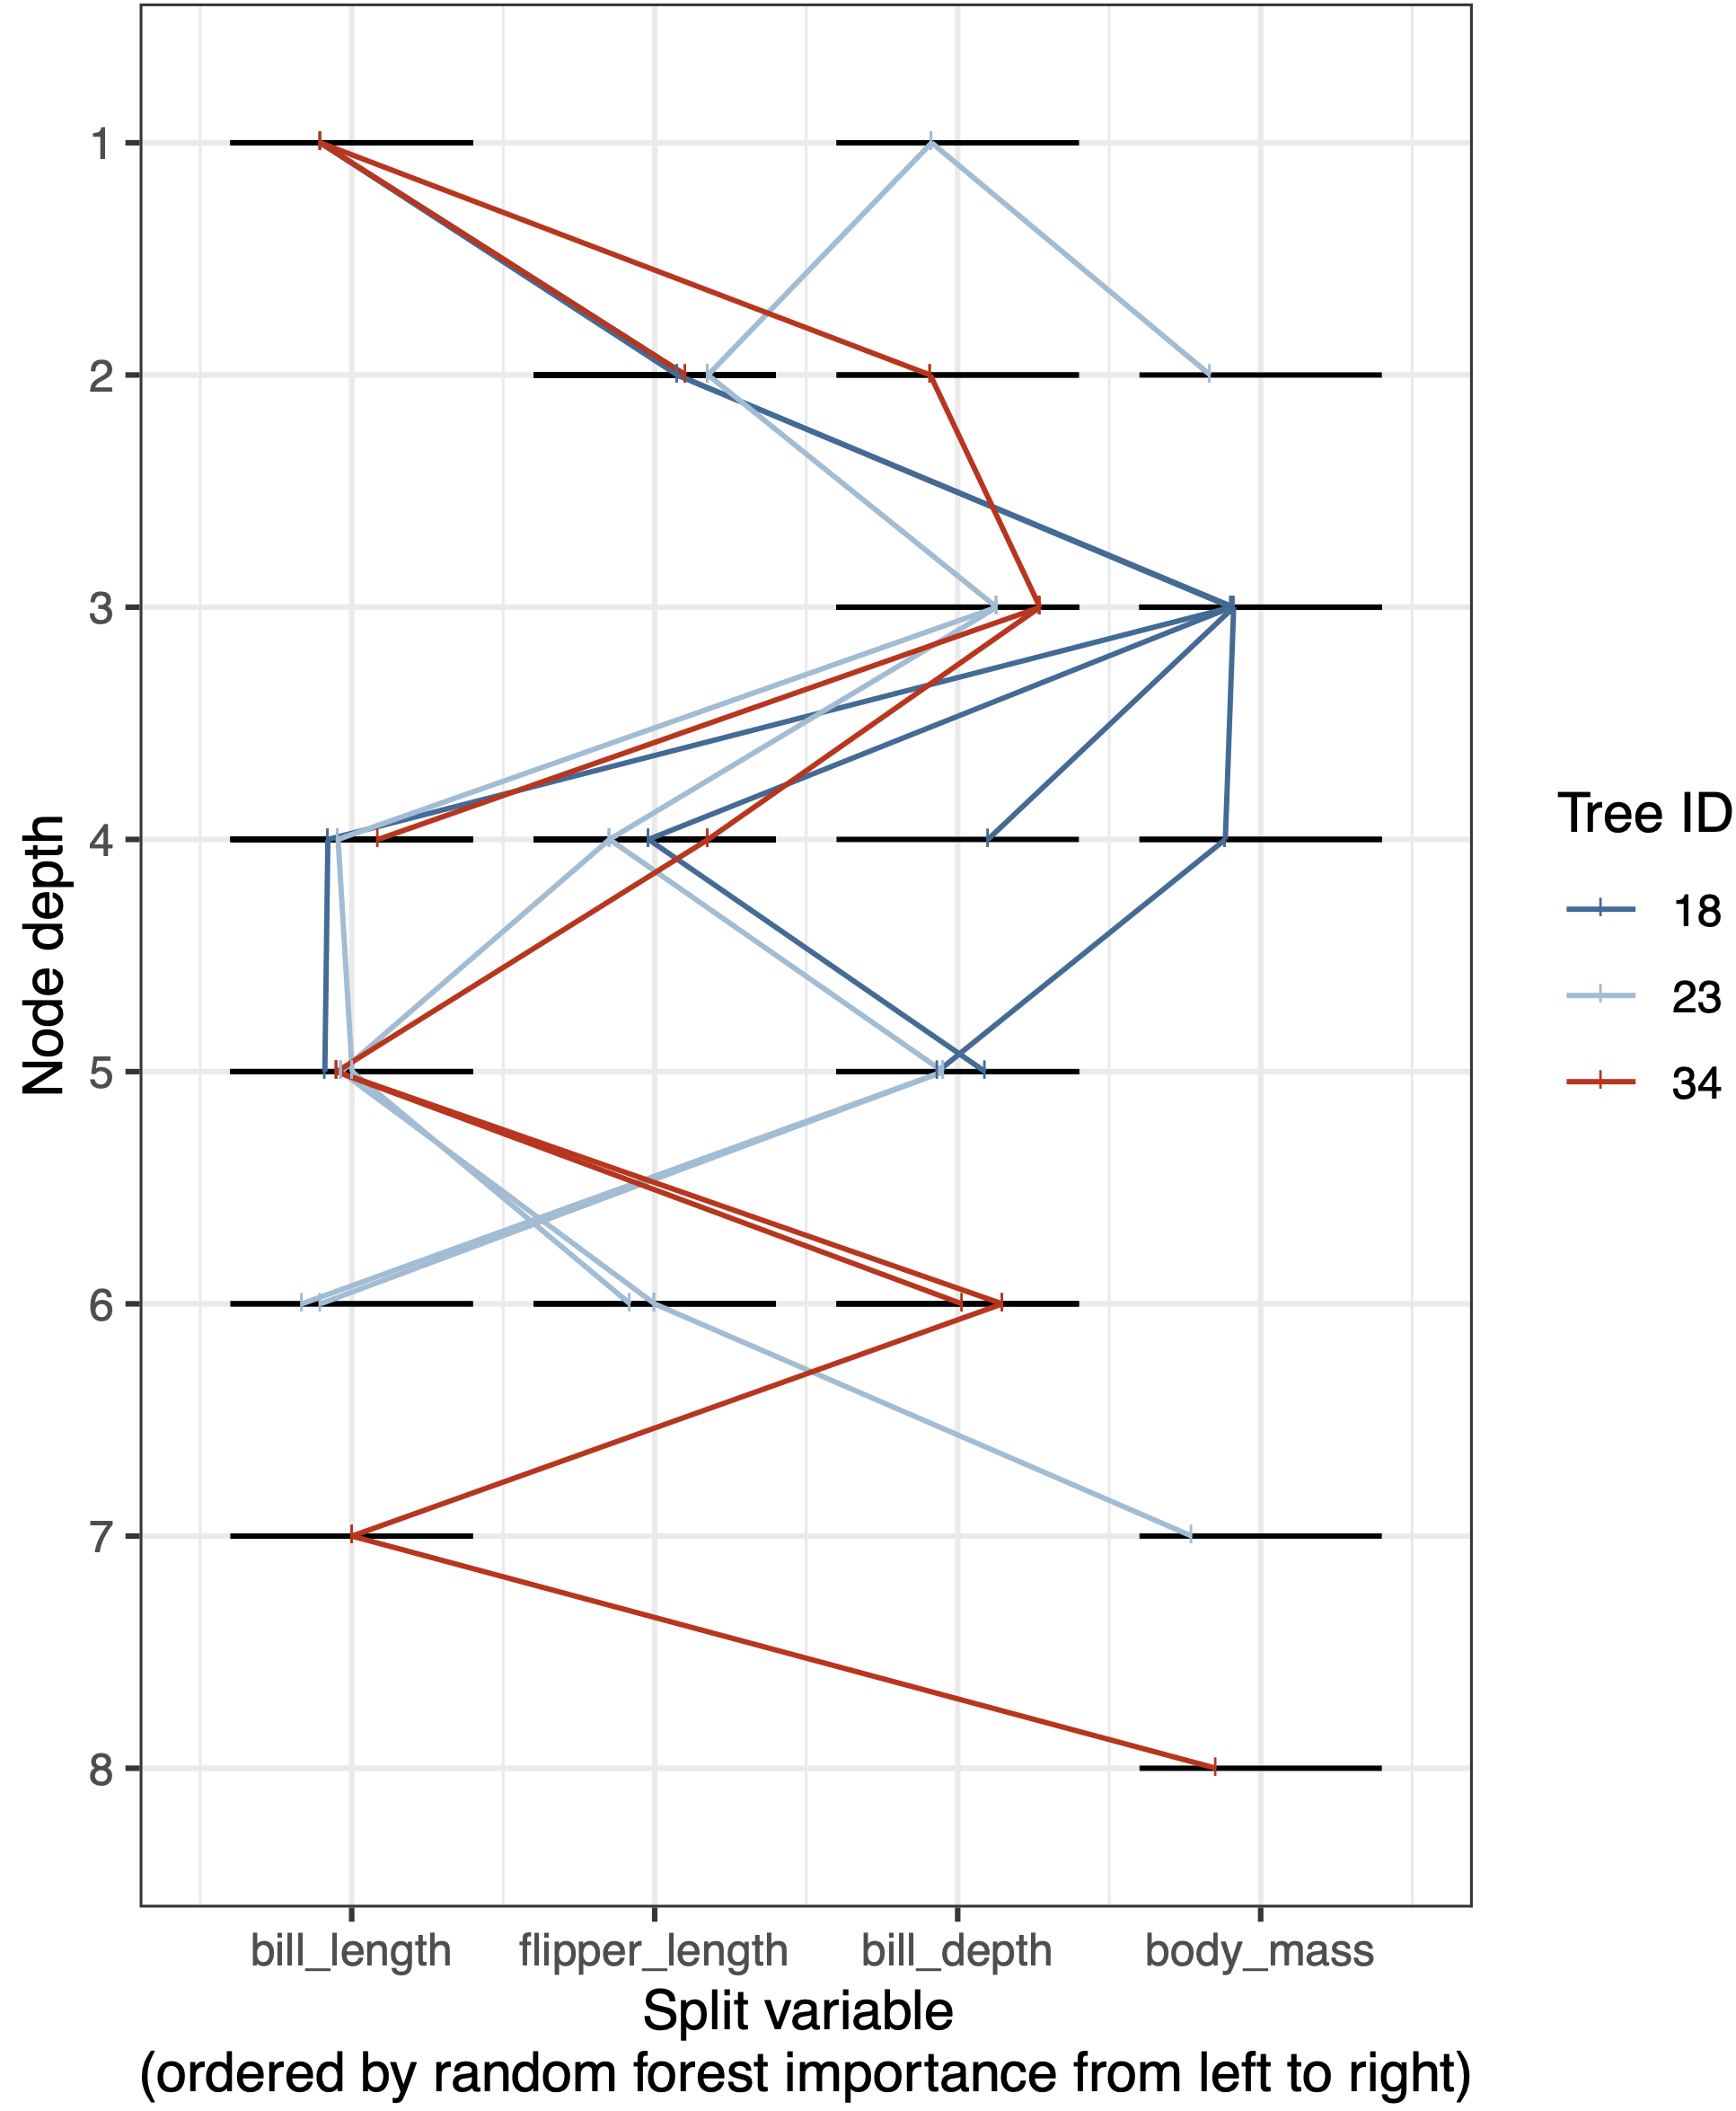 1
2
3
4
5
6
7
8
Node depth
bill_length flipper_length bill_depth body_mass
Split variable
(ordered by random forest importance from left to right)
Tree ID
18
23
34